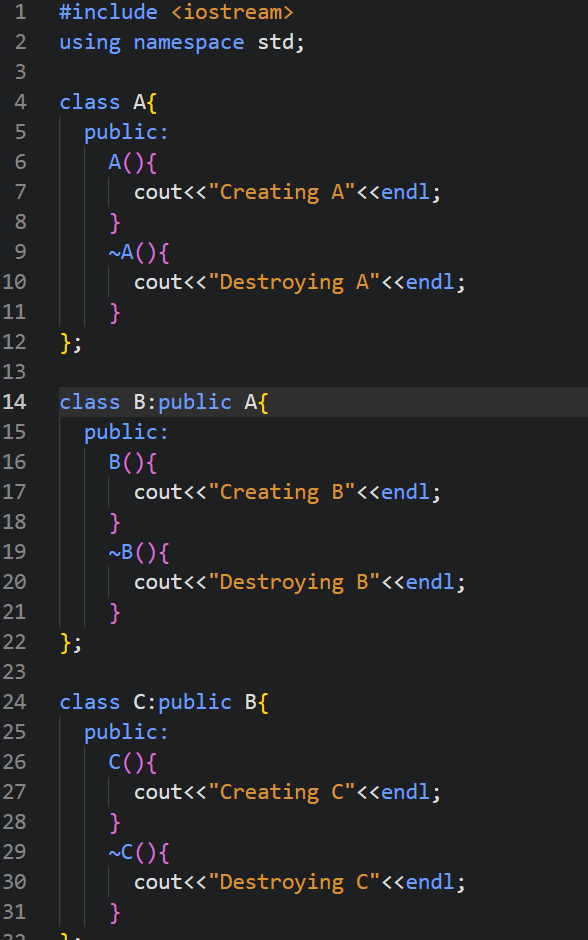 1 #include <iostream>
2 using namespace std;
3
4 class A{
5   public:
6     A(){
7       cout<<"Creating A"<<endl;
8     }
9     ~A(){
10       cout<<"Destroying A"<<endl;
11     }
12 };
13
14 class B:public A{
15   public:
16     B(){
17       cout<<"Creating B"<<endl;
18     }
19     ~B(){
20       cout<<"Destroying B"<<endl;
21     }
22 };
23
24 class C:public B{
25   public:
26     C(){
27       cout<<"Creating C"<<endl;
28     }
29     ~C(){
30       cout<<"Destroying C"<<endl;
31     }
32 };